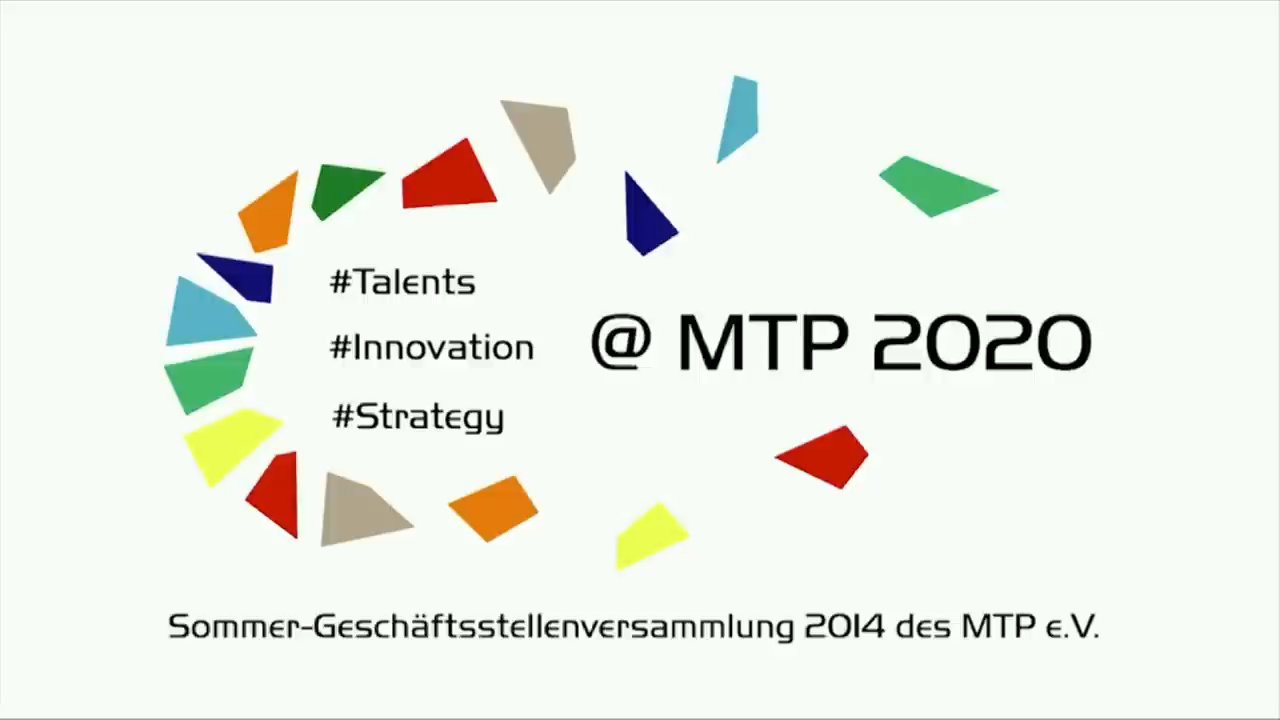 #Talents
#Innovation
@ MTP 2020
#Strategy
Sommer-Geschäftsstellenversammlung 2014 des MTP e.V.